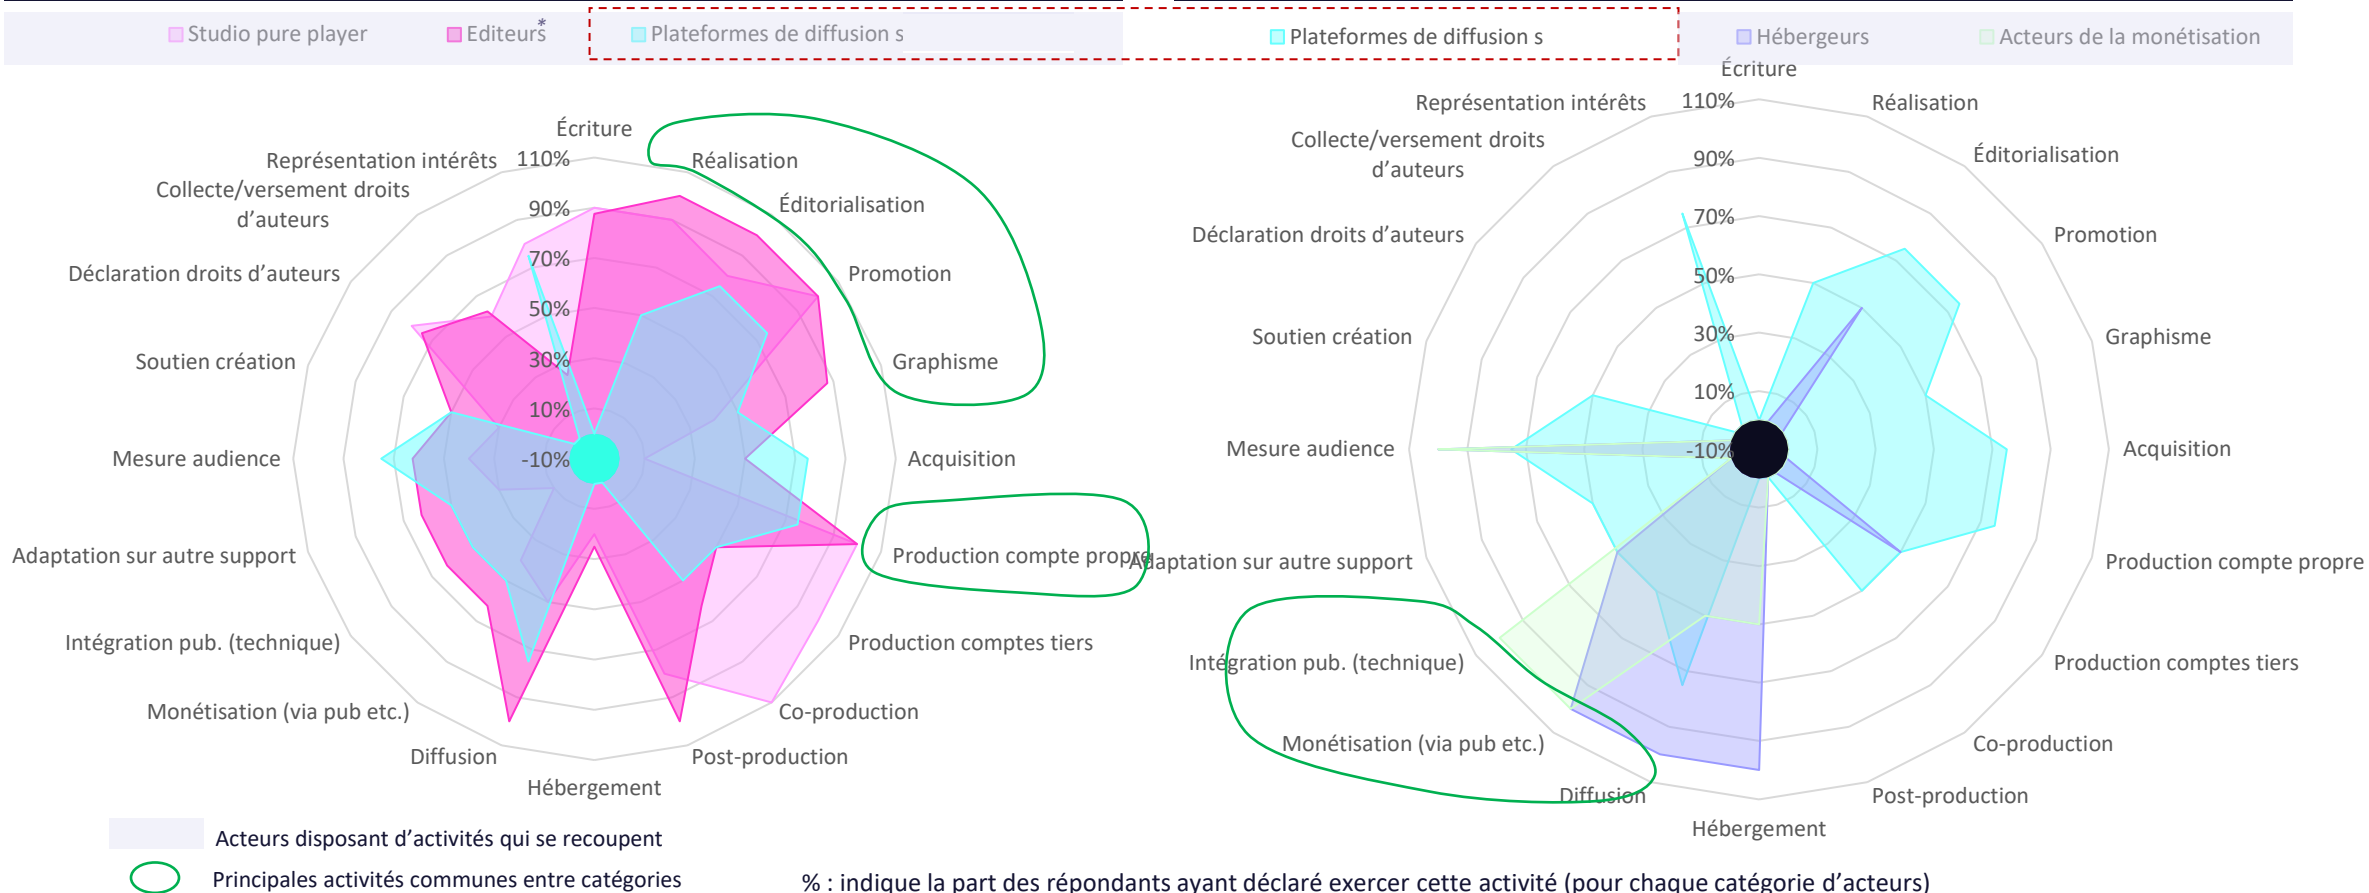 Studio pure player
Editeurs*
Plateformes de diffusion s
Plateformes de diffusion s
Hébergeurs
Acteurs de la monétisation
Écriture
Réalisation
Éditorialisation
Promotion
Graphisme
Acquisition
Production compte propre
Production comptes tiers
Co-production
Post-production
Hébergement
Diffusion
Monétisation (via pub etc.)
Intégration pub. (technique)
Adaptation sur autre support
Mesure audience
Soutien création
Déclaration droits d’auteurs
Collecte/versement droits
d’auteurs
Représentation intérêts
110%
90%
70%
50%
30%
10%
-10%
Écriture
Réalisation
Éditorialisation
Promotion
Graphisme
Acquisition
Production compte propre
Production comptes tiers
Co-production
Post-production
Hébergement
Diffusion
Monétisation (via pub etc.)
Intégration pub. (technique)
Adaptation sur autre support
Mesure audience
Soutien création
Déclaration droits d’auteurs
Collecte/versement droits
d’auteurs
Représentation intérêts
110%
90%
70%
50%
30%
10%
-10%
Acteurs disposant d’activités qui se recoupent
Principales activités communes entre catégories
% : indique la part des répondants ayant déclaré exercer cette activité (pour chaque catégorie d’acteurs)